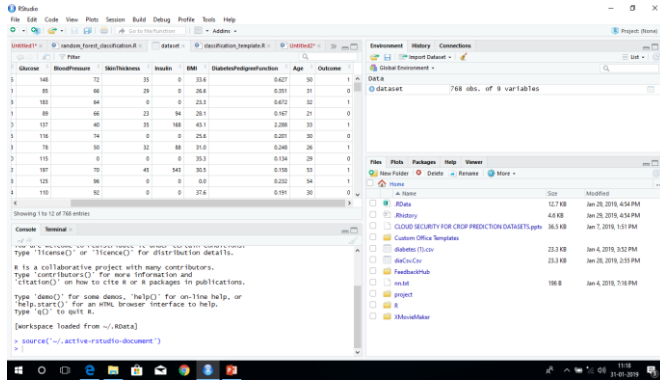 RStudio
File Edit Code View Plots Session Build Debug Profile Tools Help
Go to file/function
Addins
Project: (None)
Untitled1* random_forest_classification.R dataset classification_template.R Untitled2*
Filter
Glucose BloodPressure SkinThickness Insulin BMI DiabetesPedigreeFunction Age Outcome
148 72 35 0 33.6 0.627 50 1
85 66 29 0 26.6 0.351 31 0
183 64 0 0 23.3 0.672 32 1
89 66 23 94 28.1 0.167 21 0
137 40 35 168 43.1 2.288 33 1
116 74 0 0 25.6 0.201 30 0
78 50 32 88 31.0 0.248 26 1
115 0 0 0 35.3 0.134 29 0
197 70 45 543 30.5 0.158 53 1
125 96 0 0 0.0 0.232 54 1
110 92 0 0 37.6 0.191 30 0
Showing 1 to 12 of 768 entries
Console Terminal
You are welcome to redistribute it under certain conditions.
Type 'license()' or 'licence()' for distribution details.
R is a collaborative project with many contributors.
Type 'contributors()' for more information and
'citation()' on how to cite R or R packages in publications.
Type 'demo()' for some demos, 'help()' for on-line help, or
'help.start()' for an HTML browser interface to help.
Type 'q()' to quit R.
[Workspace loaded from ~/.RData]
> source('~/.active-rstudio-document')
>
Environment History Connections
Import Dataset
List
Global Environment
Data
dataset 768 obs. of 9 variables
Files Plots Packages Help Viewer
New Folder Delete Rename More
Home
Name Size Modified
.RData 12.7 KB Jan 28, 2019, 4:54 PM
.Rhistory 4.6 KB Jan 29, 2019, 4:54 PM
CLOUD SECURITY FOR CROP PREDICTION DATASETS.pptx 36.5 KB Jan 7, 2019, 1:51 PM
Custom Office Templates
diabetes (1).csv 23.3 KB Jan 4, 2019, 3:52 PM
diaCsv.Csv 23.3 KB Jan 28, 2019, 2:55 PM
FeedbackHub
nn.txt 196 B Jan 4, 2019, 7:16 PM
project
R
XMovieMaker
11:18
31-01-2019